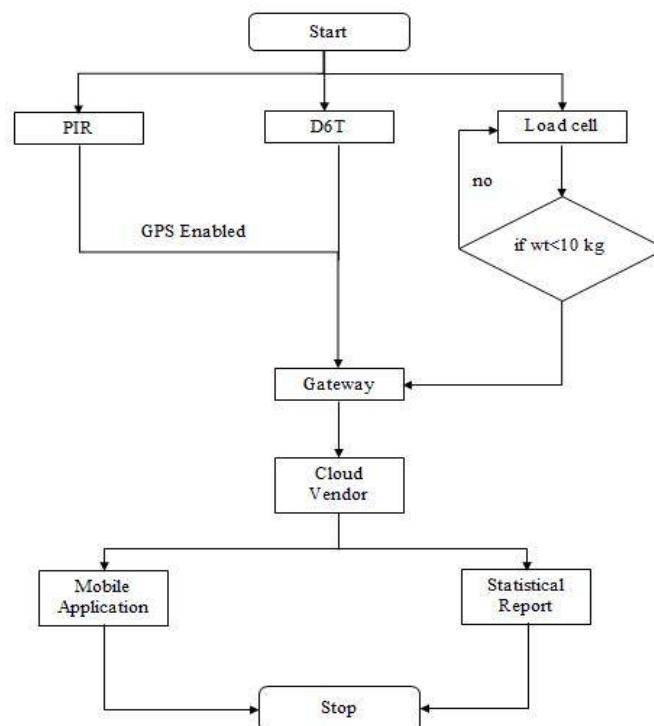 Start
PIR
D6T
Load cell
no
GPS Enabled
if wt<10 kg
Gateway
Cloud
Vendor
Mobile
Application
Statistical
Report
Stop